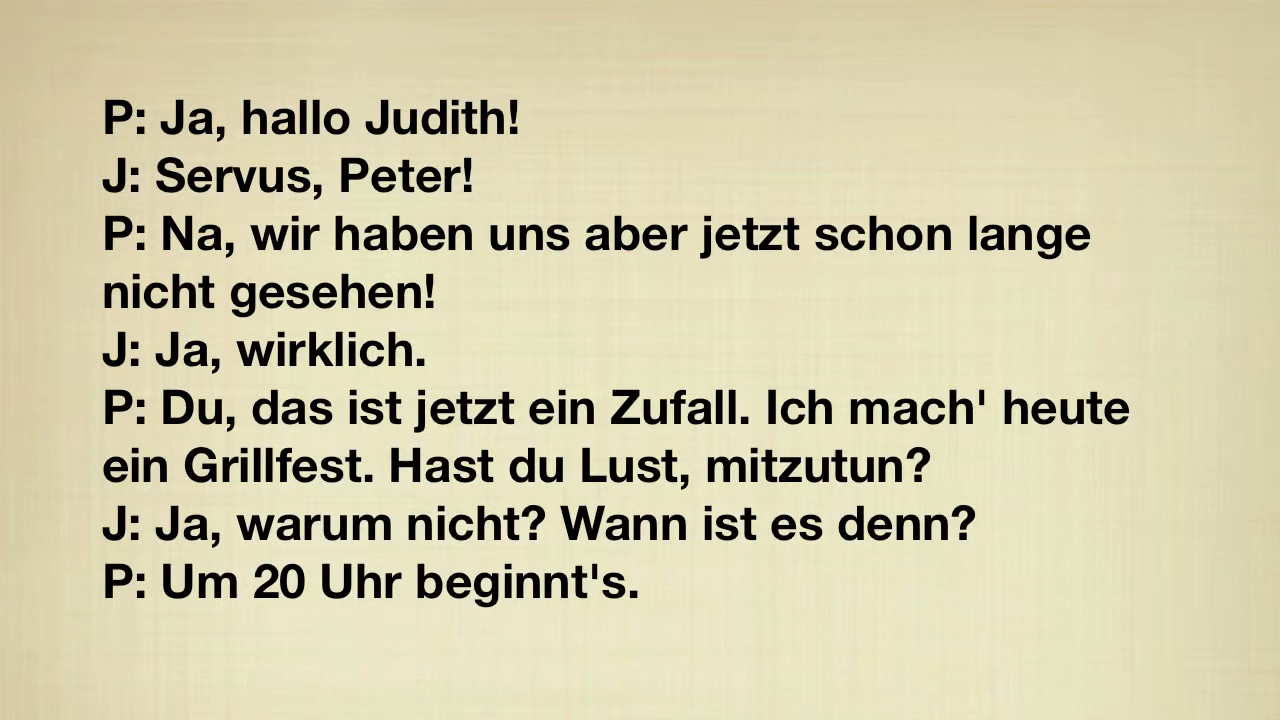 P: Ja, hallo Judith!
J: Servus, Peter!
P: Na, wir haben uns aber jetzt schon lange
nicht gesehen!
J: Ja, wirklich.
P: Du, das ist jetzt ein Zufall. Ich mach' heute
ein Grillfest. Hast du Lust, mitzutun?
J: Ja, warum nicht? Wann ist es denn?
P: Um 20 Uhr beginnt's.